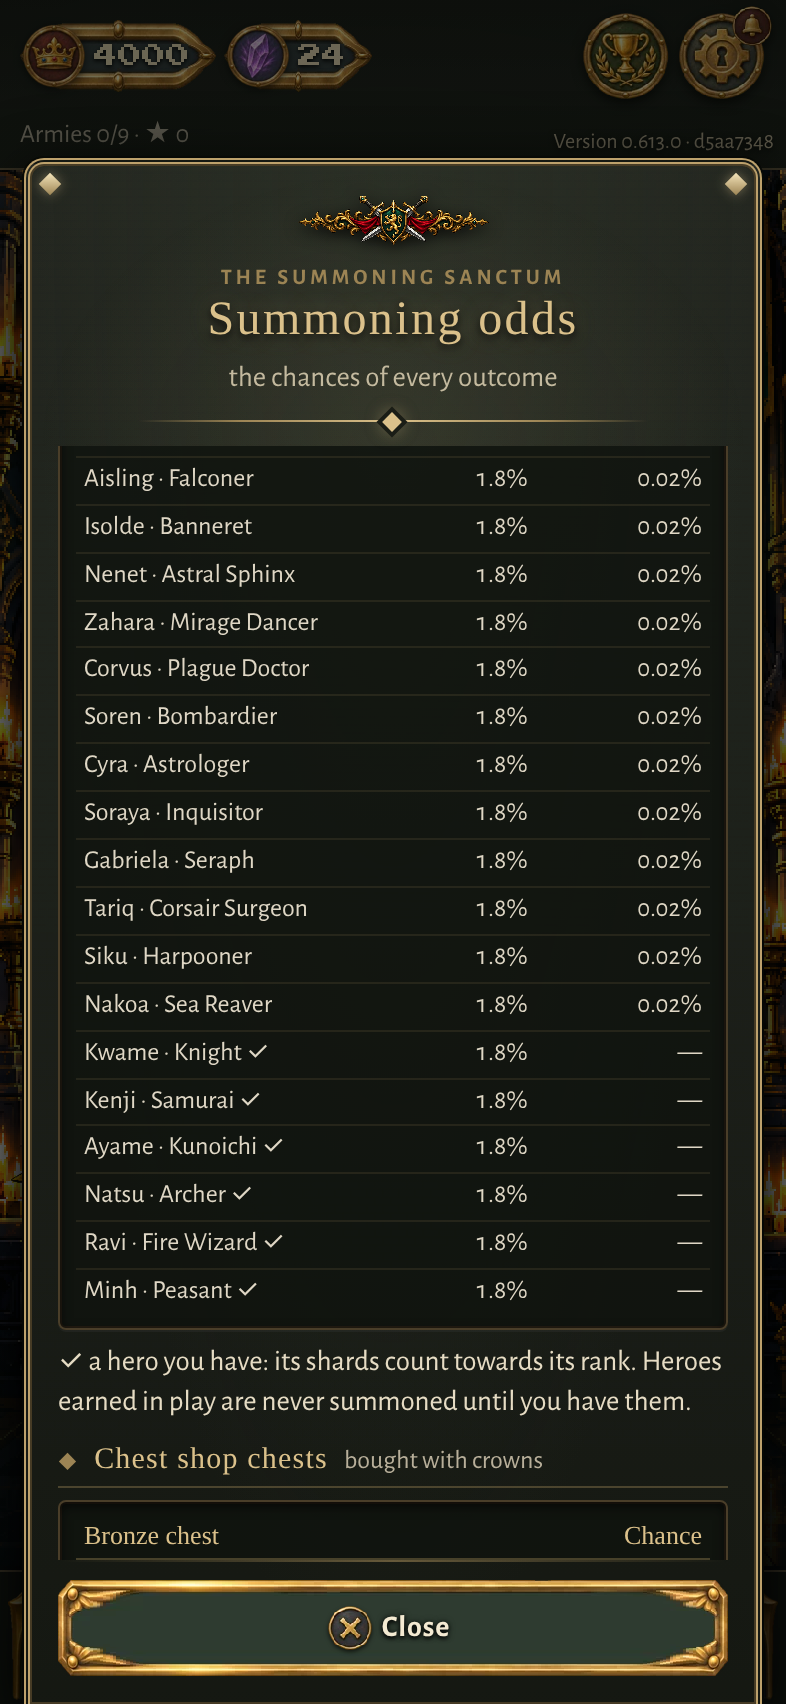 4000
24
Armies 0/9 · ★ 0
Version 0.613.0 · d5aa7348
THE SUMMONING SANCTUM
Summoning odds
the chances of every outcome
Aisling · Falconer 1.8% 0.02%
Isolde · Banneret 1.8% 0.02%
Nenet · Astral Sphinx 1.8% 0.02%
Zahara · Mirage Dancer 1.8% 0.02%
Corvus · Plague Doctor 1.8% 0.02%
Soren · Bombardier 1.8% 0.02%
Cyra · Astrologer 1.8% 0.02%
Soraya · Inquisitor 1.8% 0.02%
Gabriela · Seraph 1.8% 0.02%
Tariq · Corsair Surgeon 1.8% 0.02%
Siku · Harpooner 1.8% 0.02%
Nakoa · Sea Reaver 1.8% 0.02%
Kwame · Knight ✓ 1.8% —
Kenji · Samurai ✓ 1.8% —
Ayame · Kunoichi ✓ 1.8% —
Natsu · Archer ✓ 1.8% —
Ravi · Fire Wizard ✓ 1.8% —
Minh · Peasant ✓ 1.8% —
✓ a hero you have: its shards count towards its rank. Heroes
earned in play are never summoned until you have them.
Chest shop chests bought with crowns
Bronze chest Chance
Close